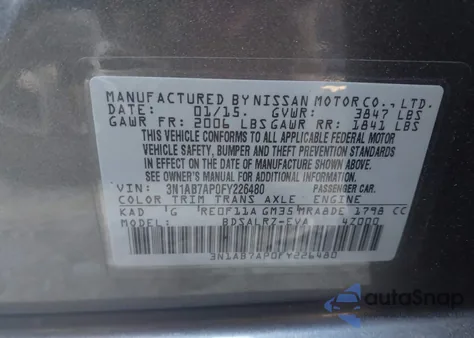 MANUFACTURED BY NISSAN MOTOR CO., LTD.
DATE: 01/15. GVWR: 3847 LBS
GAWR FR: 2006 LBS GAWR RR: 1841 LBS
THIS VEHICLE CONFORMS TO ALL APPLICABLE FEDERAL MOTOR
VEHICLE SAFETY, BUMPER, AND THEFT PREVENTION STANDARDS
IN EFFECT ON THE DATE OF MANUFACTURE SHOWN ABOVE.
SEE OWNER'S MANUAL FOR ADDITIONAL INFORMATION
VIN: 3N1AB7AP0FY226480 PASSENGER CAR.
COLOR TRIM TRANS AXLE ENGINE
KAD G RE0F11A GM35 MRA8DE 1798 CC
MODEL: BDSALRZ-EVA 4Z000
3N1AB7AP0FY226480
autoSnap